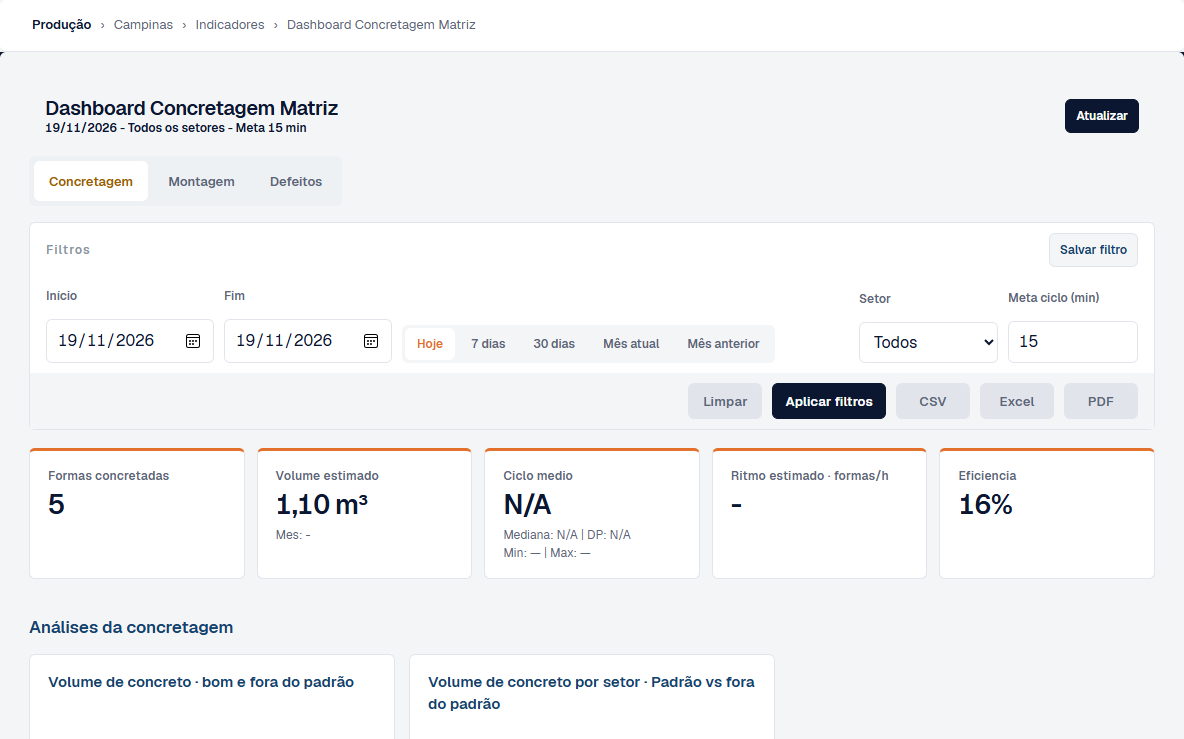 Produção › Campinas › Indicadores › Dashboard Concretagem Matriz
Dashboard Concretagem Matriz
19/11/2026 - Todos os setores - Meta 15 min
Atualizar
Concretagem Montagem Defeitos
Filtros
Salvar filtro
Início Fim Setor Meta ciclo (min)
19/11/2026 19/11/2026 Hoje 7 dias 30 dias Mês atual Mês anterior Todos 15
Limpar Aplicar filtros CSV Excel PDF
Formas concretadas
5
Volume estimado
1,10 m³
Mes: -
Ciclo medio
N/A
Mediana: N/A | DP: N/A
Min: — | Max: —
Ritmo estimado · formas/h
-
Eficiencia
16%
Análises da concretagem
Volume de concreto · bom e fora do padrão
Volume de concreto por setor · Padrão vs fora
do padrão